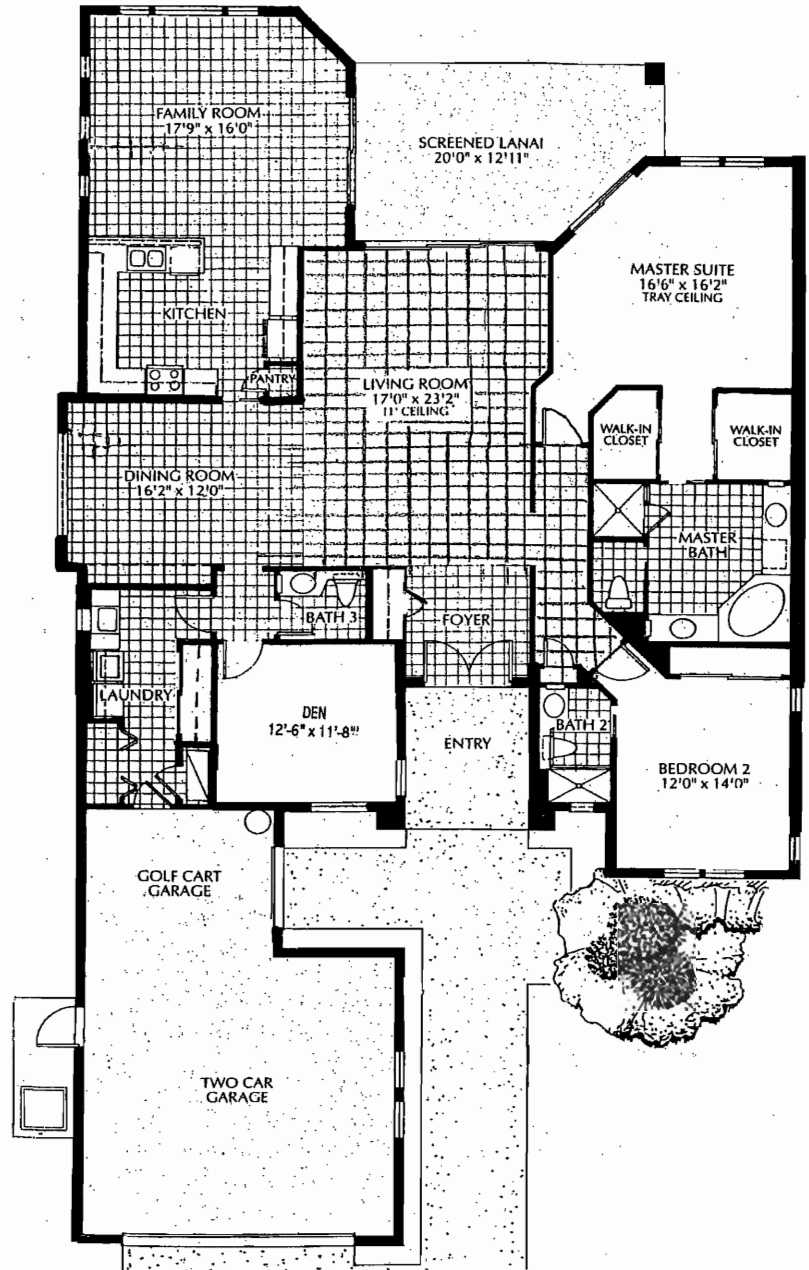 FAMILY ROOM
17'9" x 16'0"
SCREENED LANAI
20'0" x 12'11"
MASTER SUITE
16'6" x 16'2"
TRAY CEILING
KITCHEN
PANTRY
LIVING ROOM
17'0" x 23'2"
11' CEILING
WALK-IN
CLOSET
WALK-IN
CLOSET
DINING ROOM
16'2" x 12'0"
MASTER
BATH
BATH 3
FOYER
LAUNDRY
DEN
12'-6" x 11'-8"
ENTRY
BATH 2
BEDROOM 2
12'0" x 14'0"
GOLF CART
GARAGE
TWO CAR
GARAGE